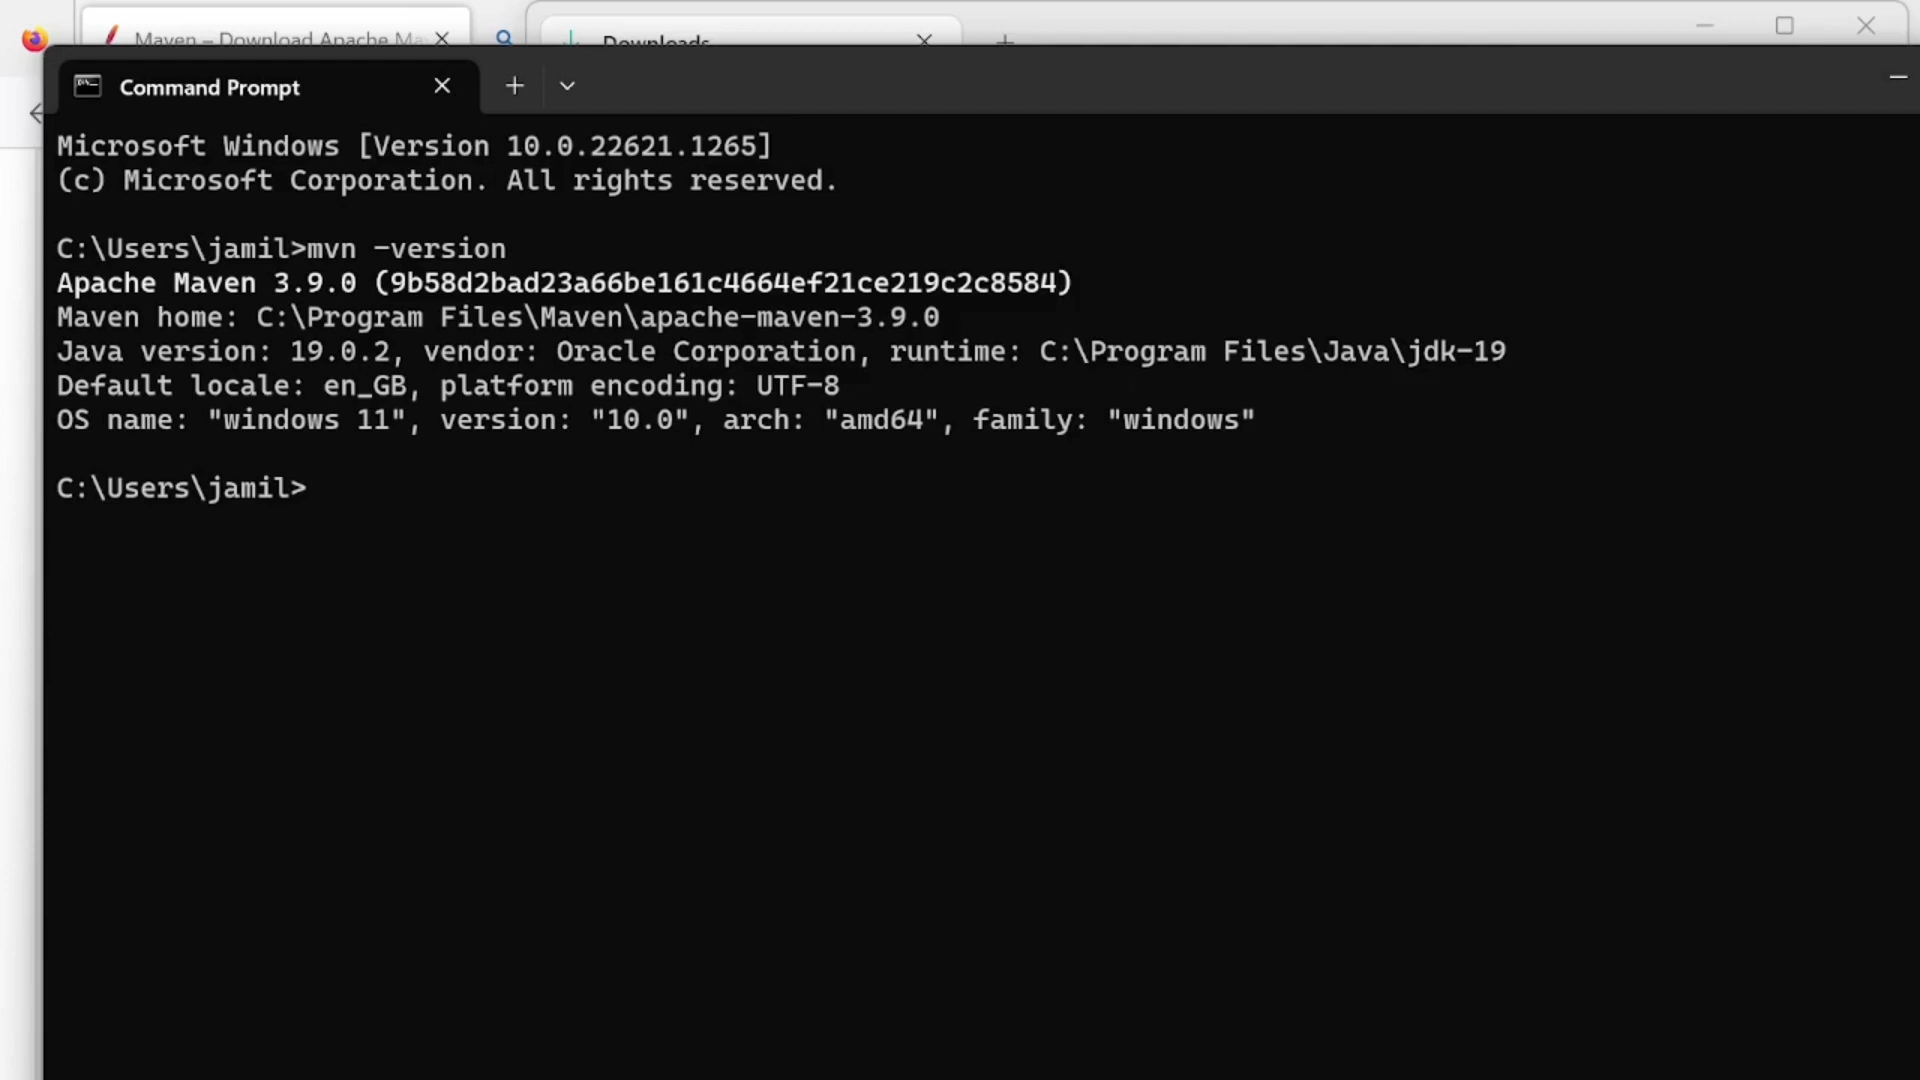 Maven – Download Apache Ma
Downloads
Command Prompt
Microsoft Windows [Version 10.0.22621.1265]
(c) Microsoft Corporation. All rights reserved.
C:\Users\jamil>mvn -version
Apache Maven 3.9.0 (9b58d2bad23a66be161c4664ef21ce219c2c8584)
Maven home: C:\Program Files\Maven\apache-maven-3.9.0
Java version: 19.0.2, vendor: Oracle Corporation, runtime: C:\Program Files\Java\jdk-19
Default locale: en_GB, platform encoding: UTF-8
OS name: "windows 11", version: "10.0", arch: "amd64", family: "windows"
C:\Users\jamil>